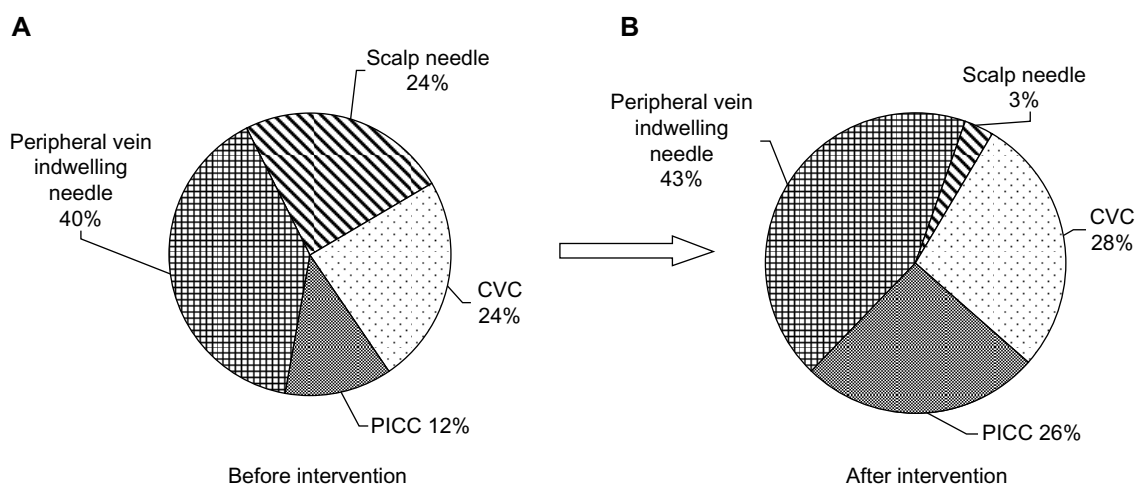 A
Scalp needle
24%
Peripheral vein
indwelling
needle
40%
CVC
24%
PICC 12%
Before intervention
B
Scalp needle
3%
Peripheral vein
indwelling
needle
43%
CVC
28%
PICC 26%
After intervention